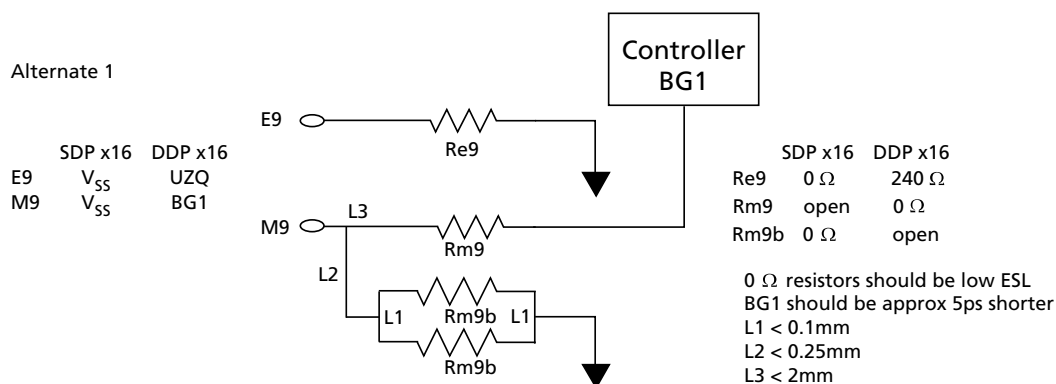 Controller
BG1
Alternate 1
E9
Re9
SDP x16 DDP x16
E9 VSS UZQ
M9 VSS BG1
SDP x16 DDP x16
Re9 0 Ω 240 Ω
Rm9 open 0 Ω
Rm9b 0 Ω open
M9
L3
Rm9
L2
L1
Rm9b
L1
Rm9b
0 Ω resistors should be low ESL
BG1 should be approx 5ps shorter
L1 < 0.1mm
L2 < 0.25mm
L3 < 2mm